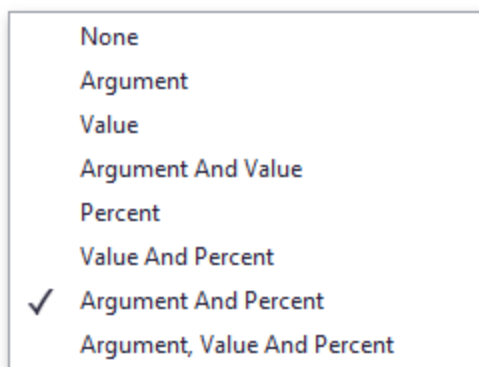 None
Argument
Value
Argument And Value
Percent
Value And Percent
Argument And Percent
Argument, Value And Percent